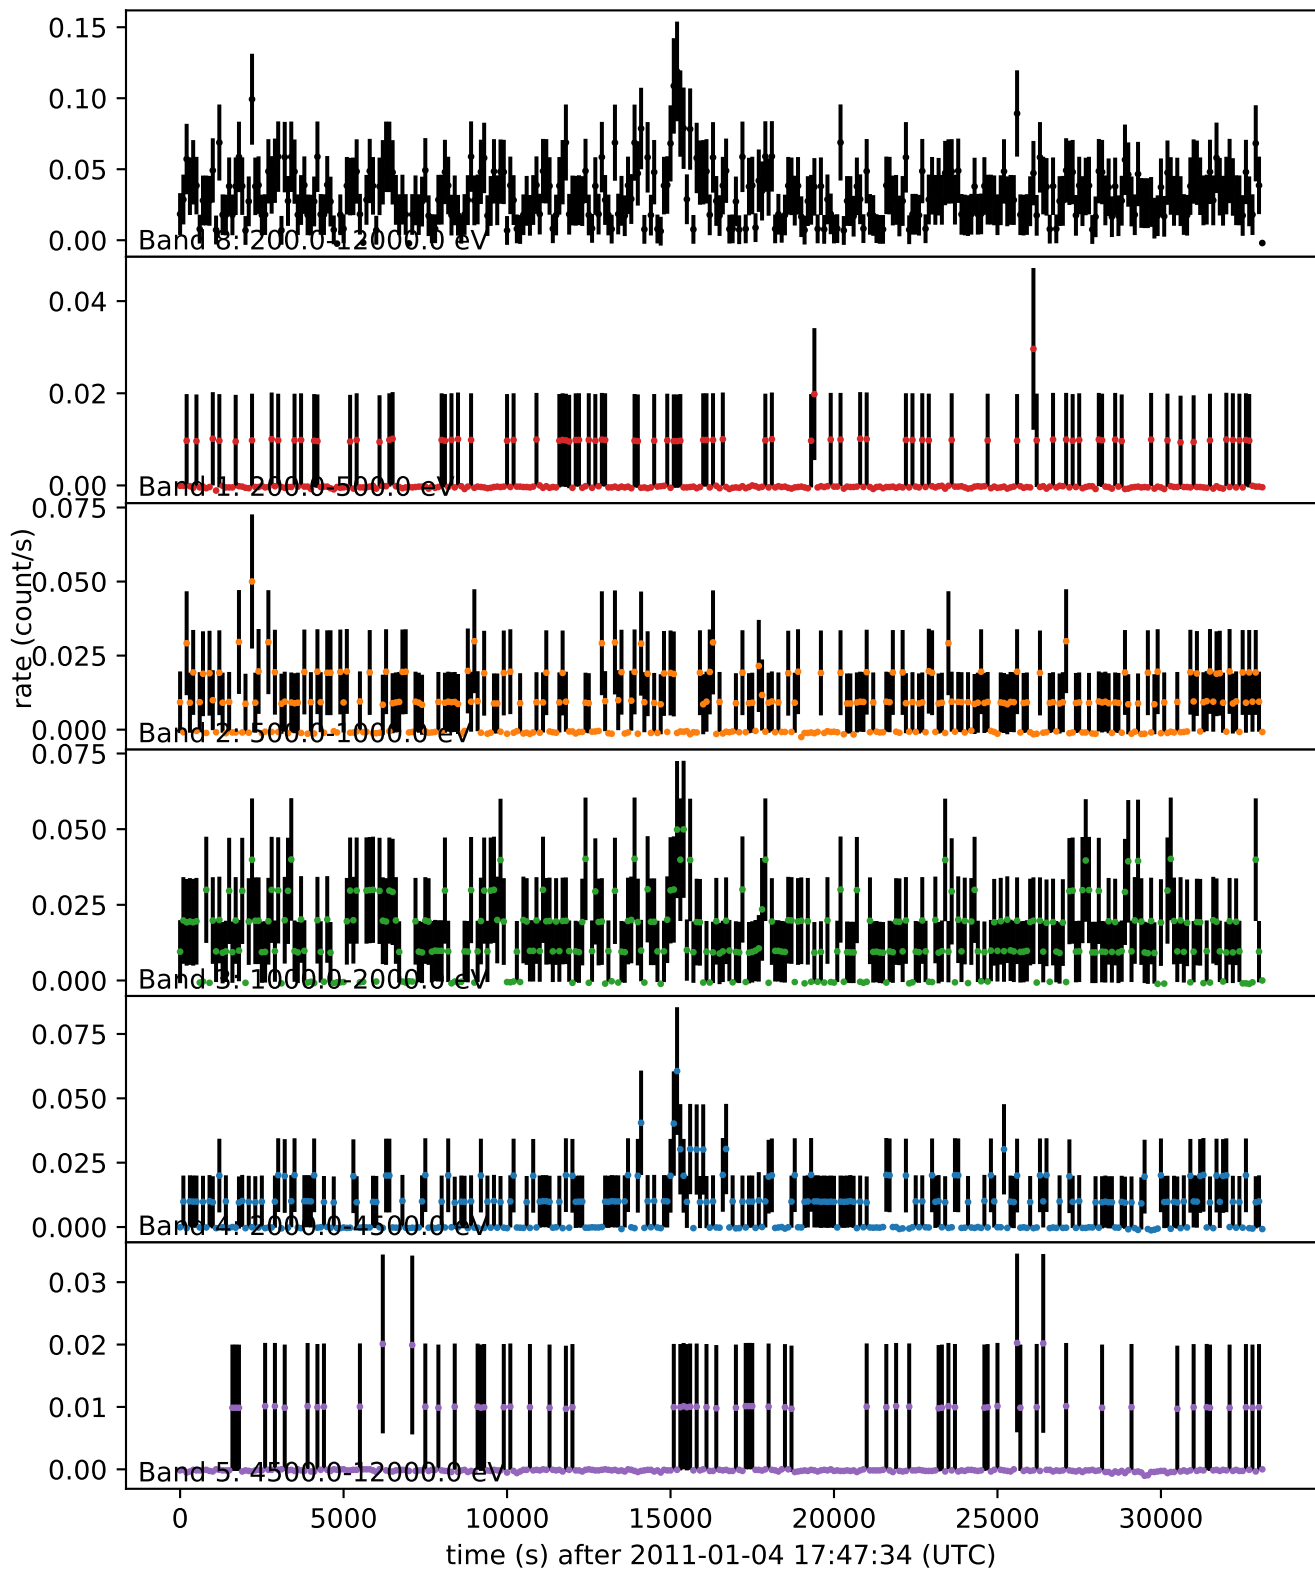 0.15
0.10
0.05
0.00
Band 8: 200.0-12000.0 eV
0.04
0.02
0.00
Band 1: 200.0-500.0 eV
0.075
0.050
0.025
0.000
Band 2: 500.0-1000.0 eV
rate (count/s)
0.075
0.050
0.025
0.000
Band 3: 1000.0-2000.0 eV
0.075
0.050
0.025
0.000
Band 4: 2000.0-4500.0 eV
0.03
0.02
0.01
0.00
Band 5: 4500.0-12000.0 eV
0 5000 10000 15000 20000 25000 30000
time (s) after 2011-01-04 17:47:34 (UTC)